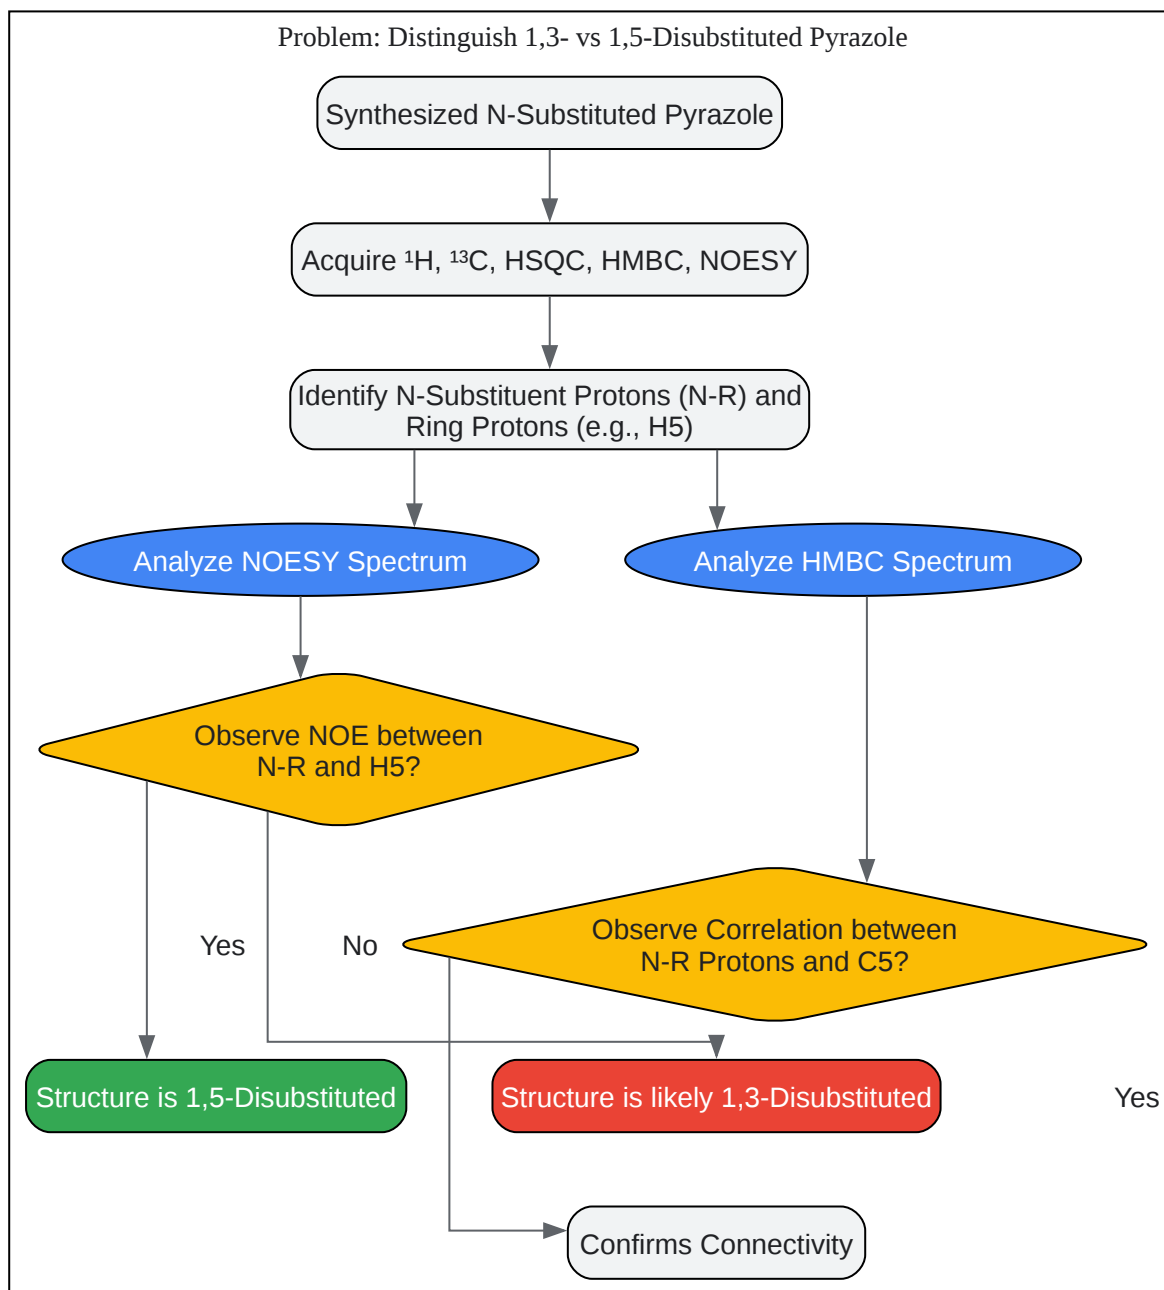 Problem: Distinguish 1,3- vs 1,5-Disubstituted Pyrazole
Synthesized N-Substituted Pyrazole
Acquire ¹H, ¹³C, HSQC, HMBC, NOESY
Identify N-Substituent Protons (N-R) and
Ring Protons (e.g., H5)
Analyze NOESY Spectrum
Analyze HMBC Spectrum
Observe NOE between
N-R and H5?
Observe Correlation between
N-R Protons and C5?
Yes
No
Structure is 1,5-Disubstituted
Structure is likely 1,3-Disubstituted
Yes
Confirms Connectivity